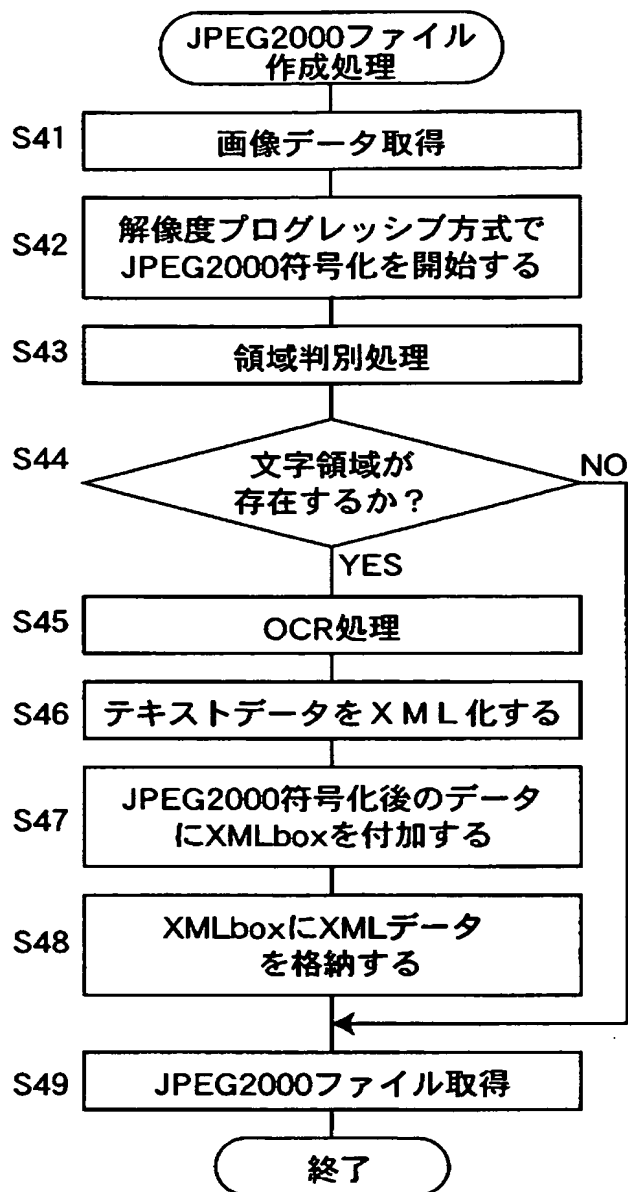 JPEG2000ファイル
作成処理
S41
画像データ取得
S42
解像度プログレッシブ方式で
JPEG2000符号化を開始する
S43
領域判別処理
S44
文字領域が
存在するか?
NO
YES
S45
OCR処理
S46
テキストデータをXML化する
S47
JPEG2000符号化後のデータ
にXMLboxを付加する
S48
XMLboxにXMLデータ
を格納する
S49
JPEG2000ファイル取得
終了